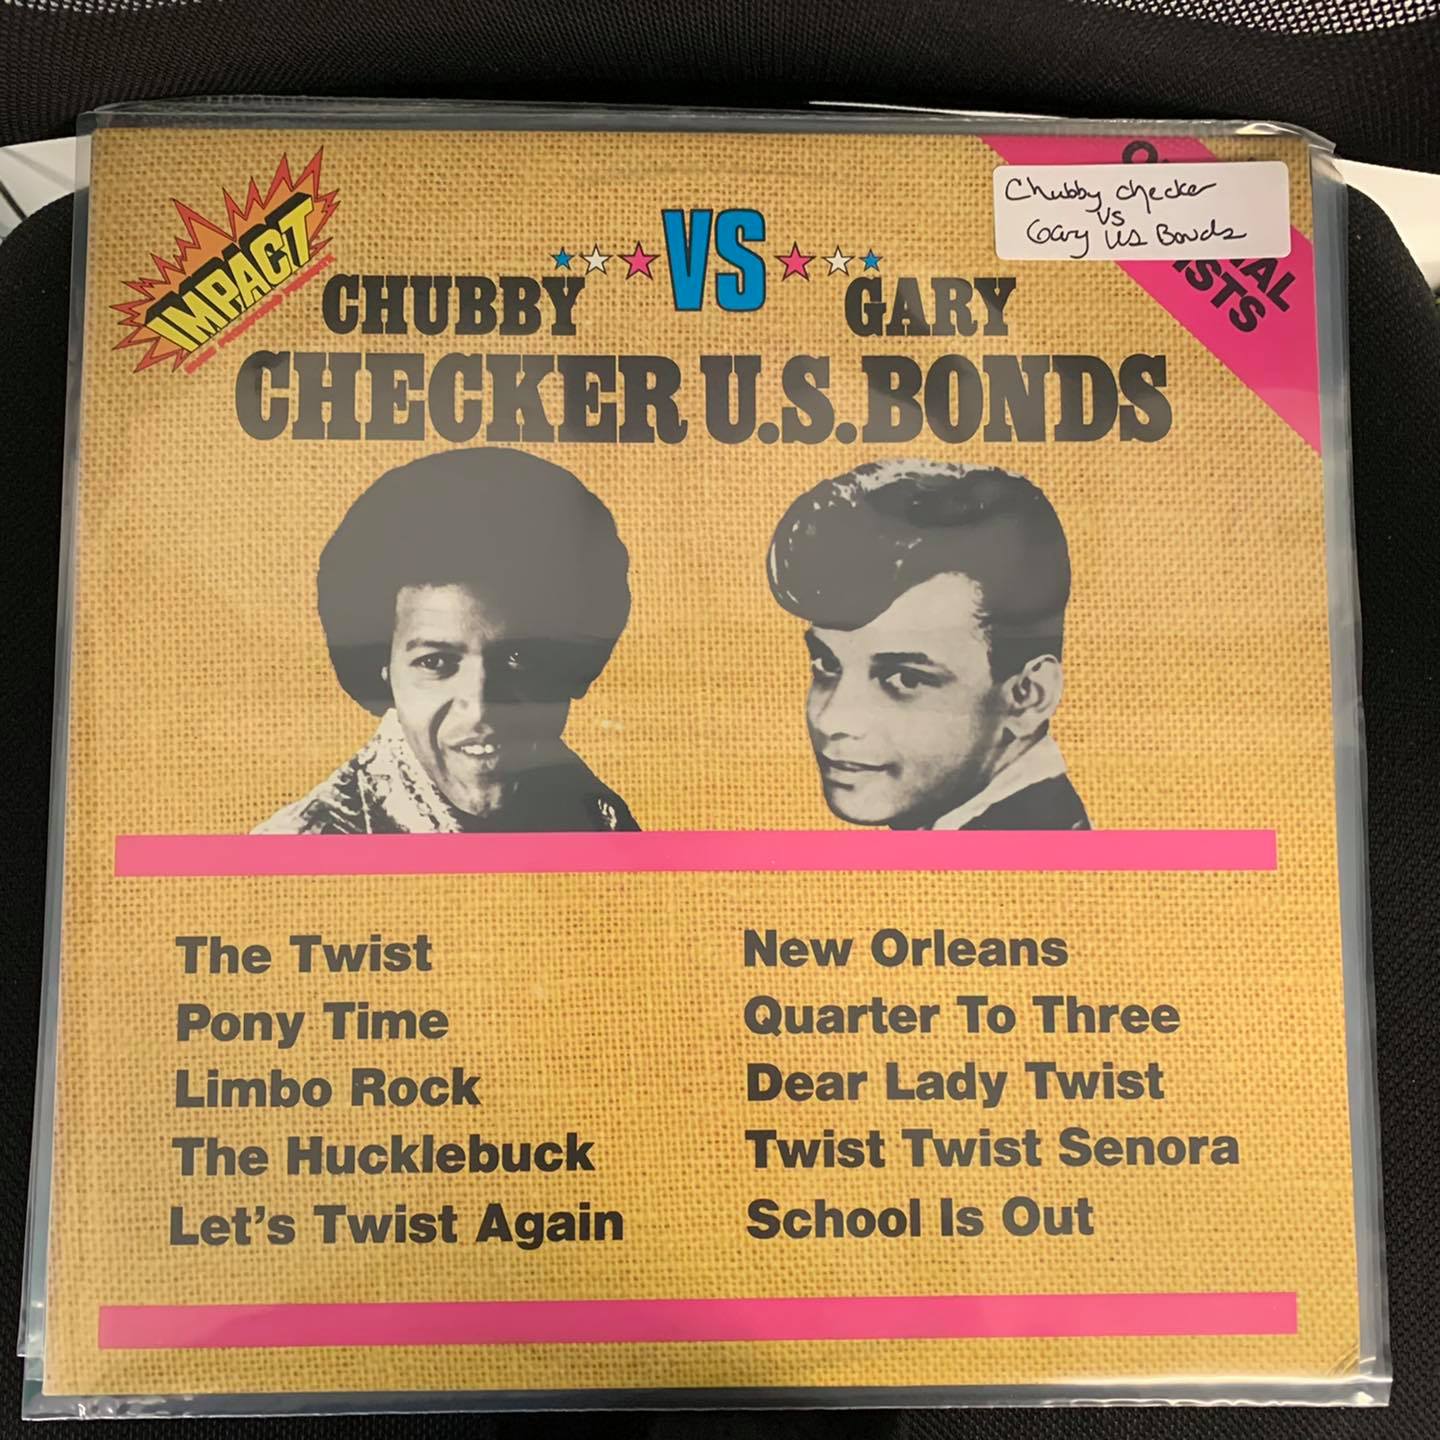 IMPACT
VS
CHUBBY
CHECKER
GARY
U.S. BONDS
Chubby checker
vs
Gary US Bonds
The Twist
Pony Time
Limbo Rock
The Hucklebuck
Let's Twist Again
New Orleans
Quarter To Three
Dear Lady Twist
Twist Twist Senora
School Is Out